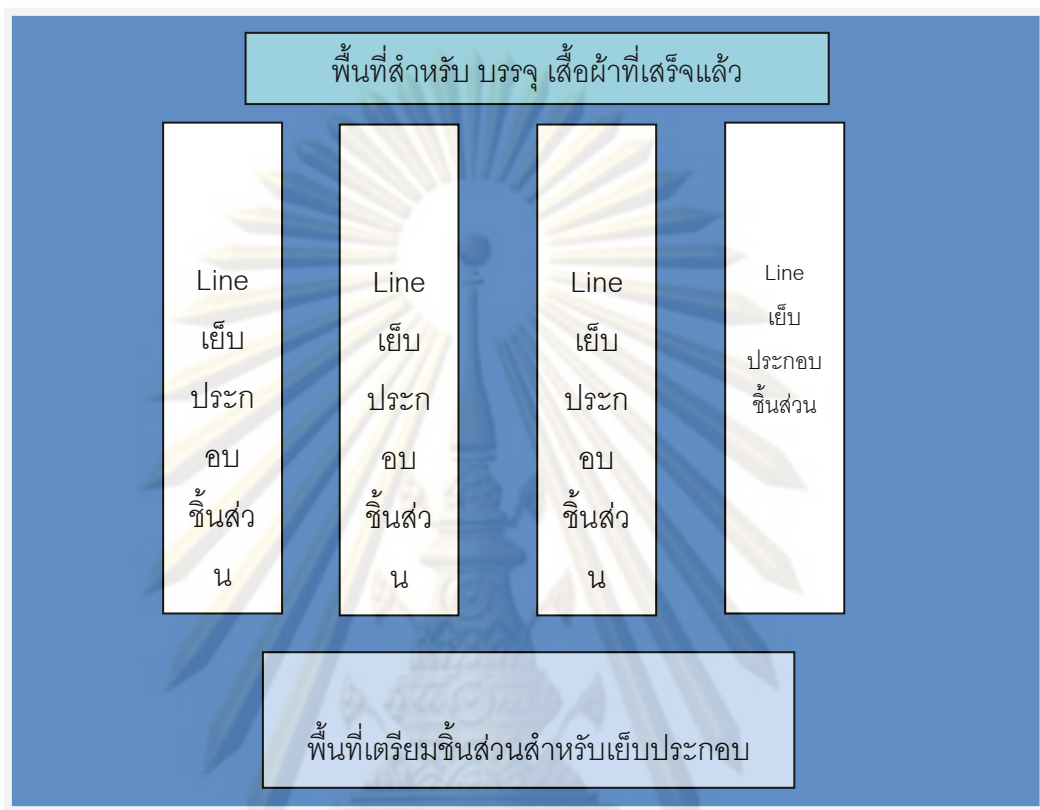 พื้นที่สำหรับ บรรจุ เสื้อผ้าที่เสร็จแล้ว
Line
เย็บ
ประก
อบ
ชิ้นส่ว
น
Line
เย็บ
ประก
อบ
ชิ้นส่ว
น
Line
เย็บ
ประก
อบ
ชิ้นส่ว
น
Line
เย็บ
ประกอบ
ชิ้นส่วน
พื้นที่เตรียมชิ้นส่วนสำหรับเย็บประกอบ